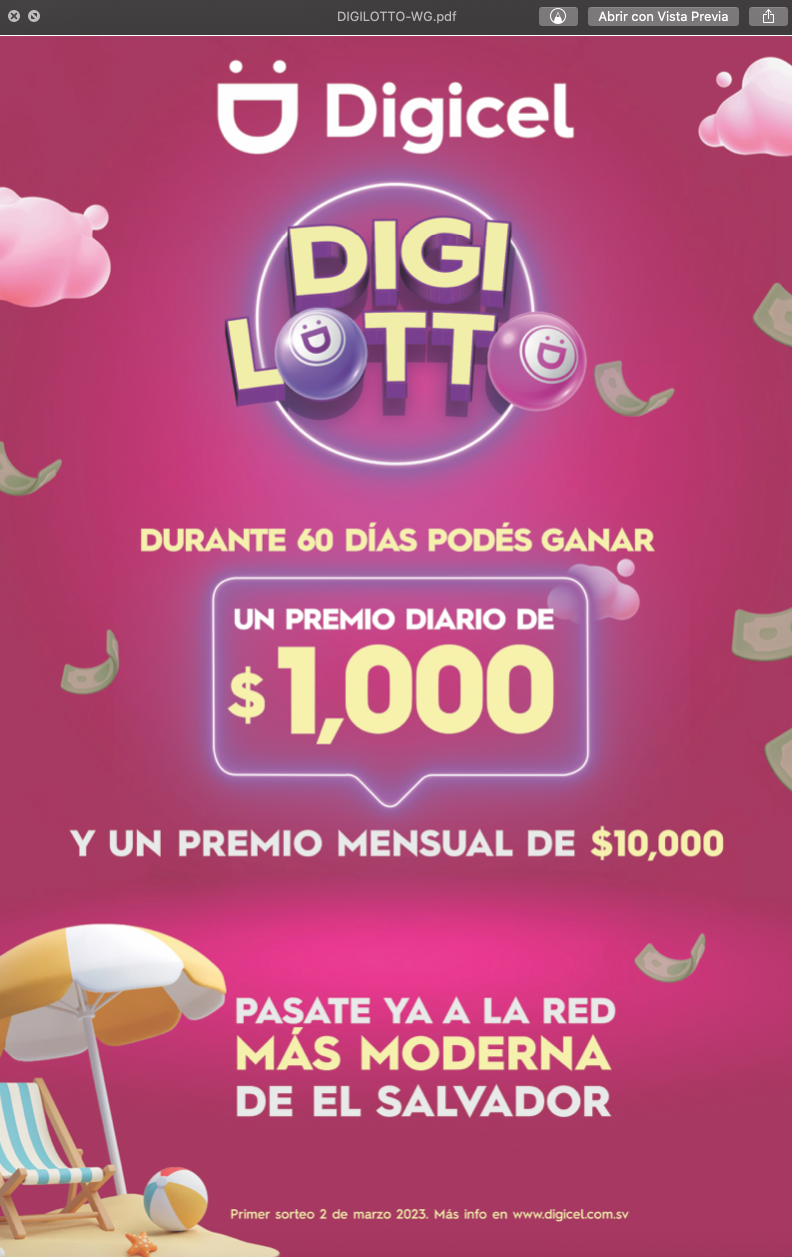 DIGILOTTO-WG.pdf
Abrir con Vista Previa
Digicel
DIGI
LOTTO
DURANTE 60 DÍAS PODÉS GANAR
UN PREMIO DIARIO DE
$1,000
Y UN PREMIO MENSUAL DE $10,000
PASATE YA A LA RED
MÁS MODERNA
DE EL SALVADOR
Primer sorteo 2 de marzo 2023. Más info en www.digicel.com.sv